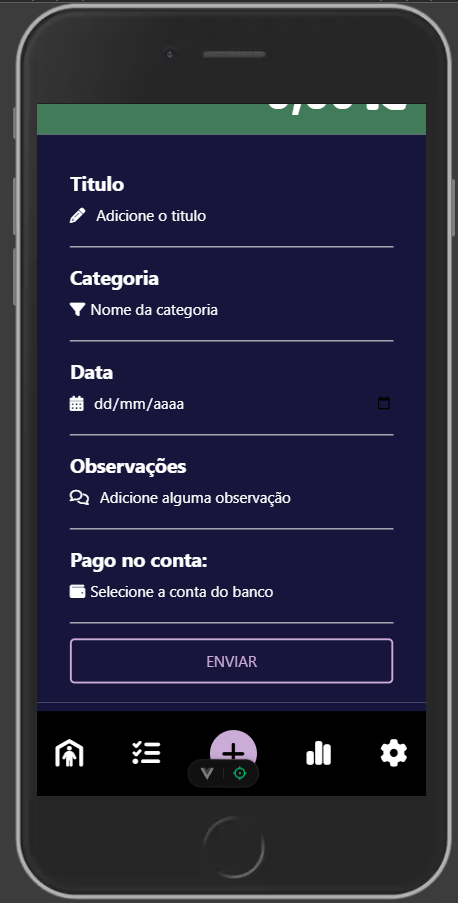 Titulo
Adicione o titulo
Categoria
Nome da categoria
Data
dd/mm/aaaa
Observações
Adicione alguma observação
Pago no conta:
Selecione a conta do banco
ENVIAR